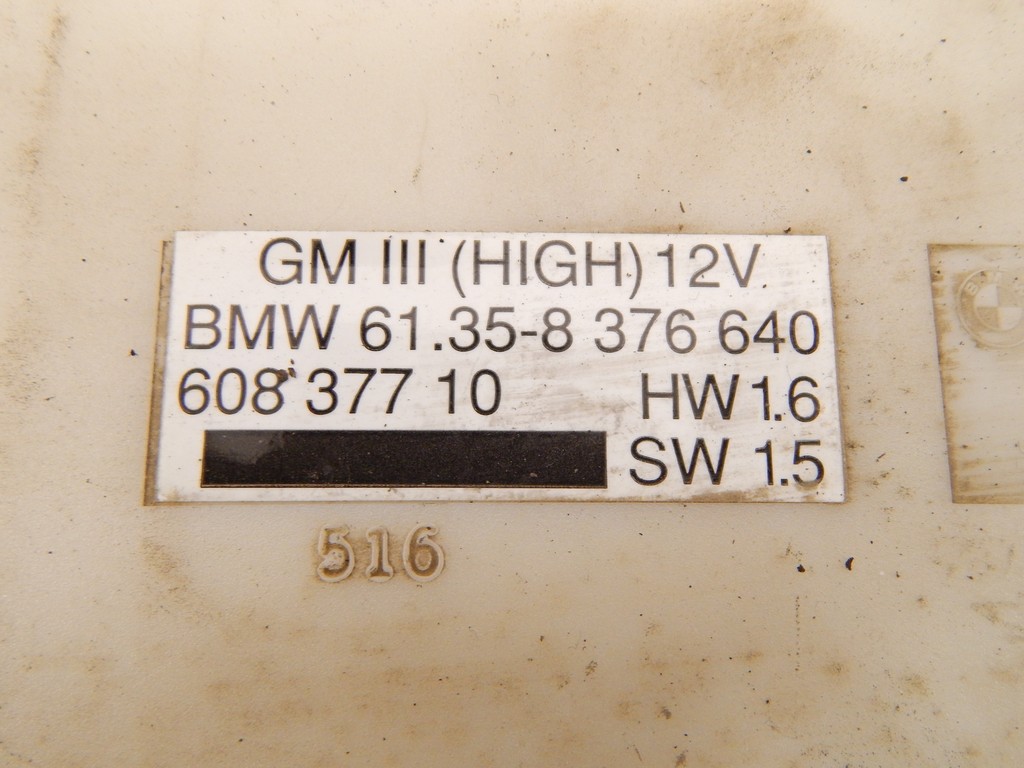 GM III (HIGH) 12V
BMW 61.35-8 376 640
608 377 10 HW 1.6
SW 1.5
516